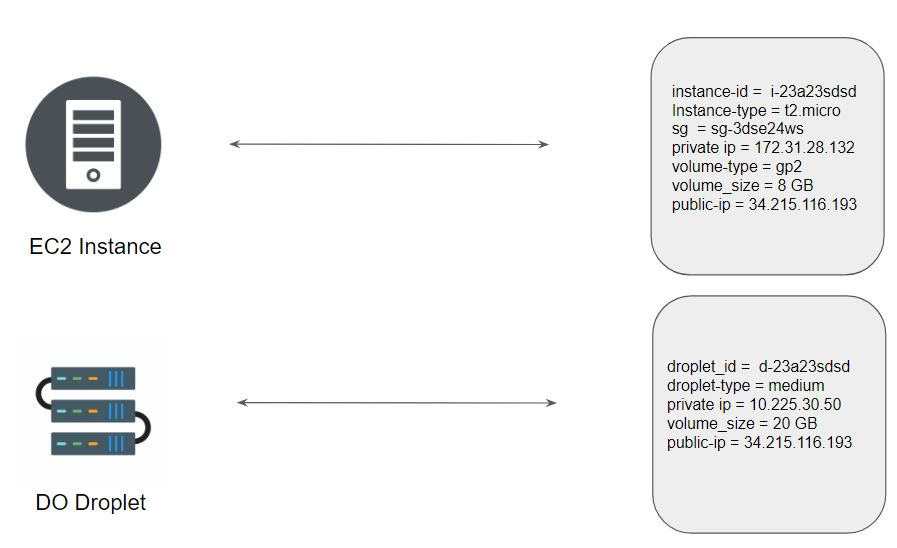 EC2 Instance
instance-id =  i-23a23sdsd
Instance-type = t2.micro
sg  = sg-3dse24ws
private ip = 172.31.28.132
volume-type = gp2
volume_size = 8 GB
public-ip = 34.215.116.193
DO Droplet
droplet_id =  d-23a23sdsd
droplet-type = medium
private ip = 10.225.30.50
volume_size = 20 GB
public-ip = 34.215.116.193